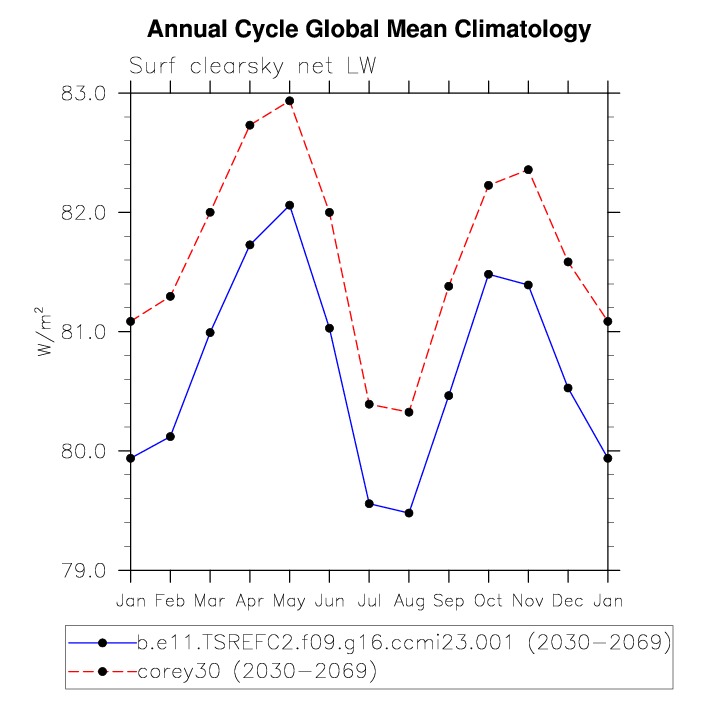 Annual Cycle Global Mean Climatology
Surf clearsky net LW
83.0
82.0
81.0
80.0
79.0
W/m²
Jan Feb Mar Apr May Jun Jul Aug Sep Oct Nov Dec Jan
b.e11.TSREFC2.f09.g16.ccmi23.001 (2030−2069)
corey30 (2030−2069)